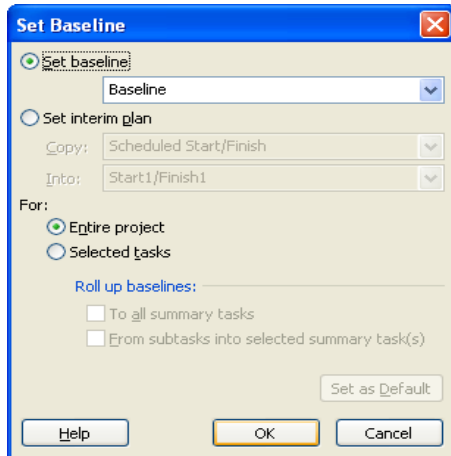 Set Baseline
Set baseline
Baseline
Set interim plan
Copy: Scheduled Start/Finish
Into: Start1/Finish1
For:
Entire project
Selected tasks
Roll up baselines:
To all summary tasks
From subtasks into selected summary task(s)
Set as Default
Help OK Cancel